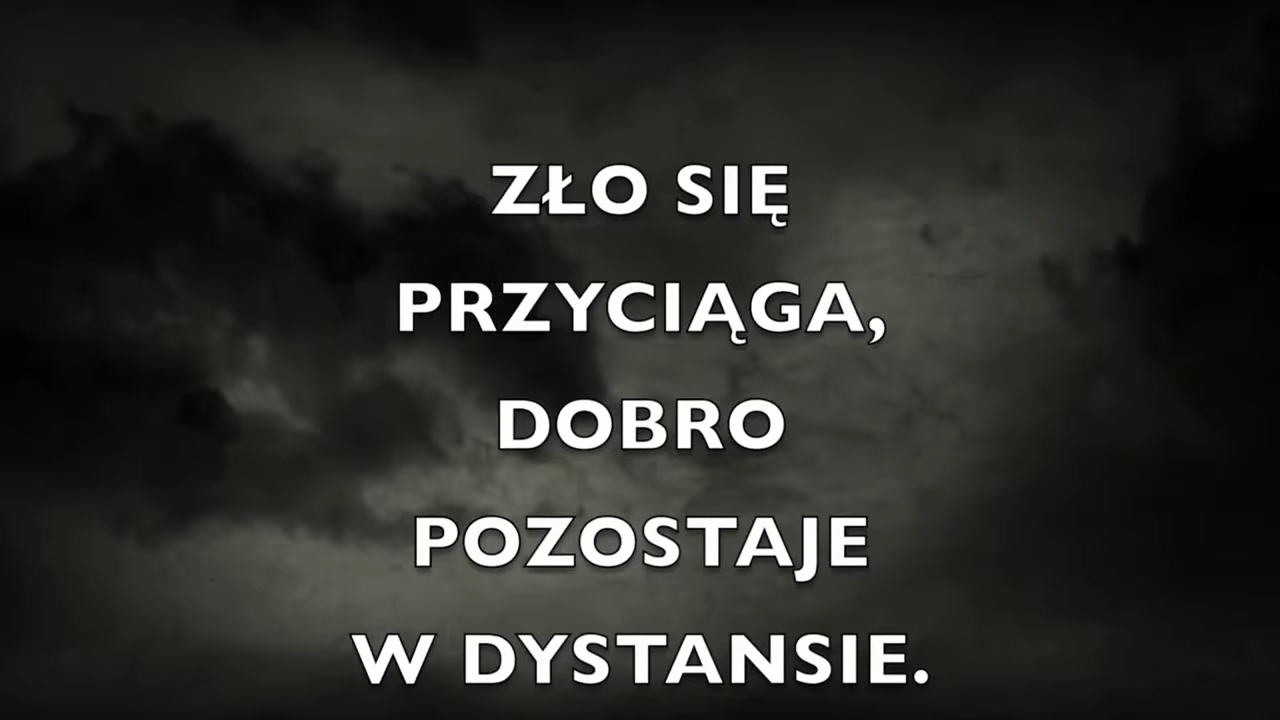 ZŁO SIĘ
PRZYCIĄGA,
DOBRO
POZOSTAJE
W DYSTANSIE.